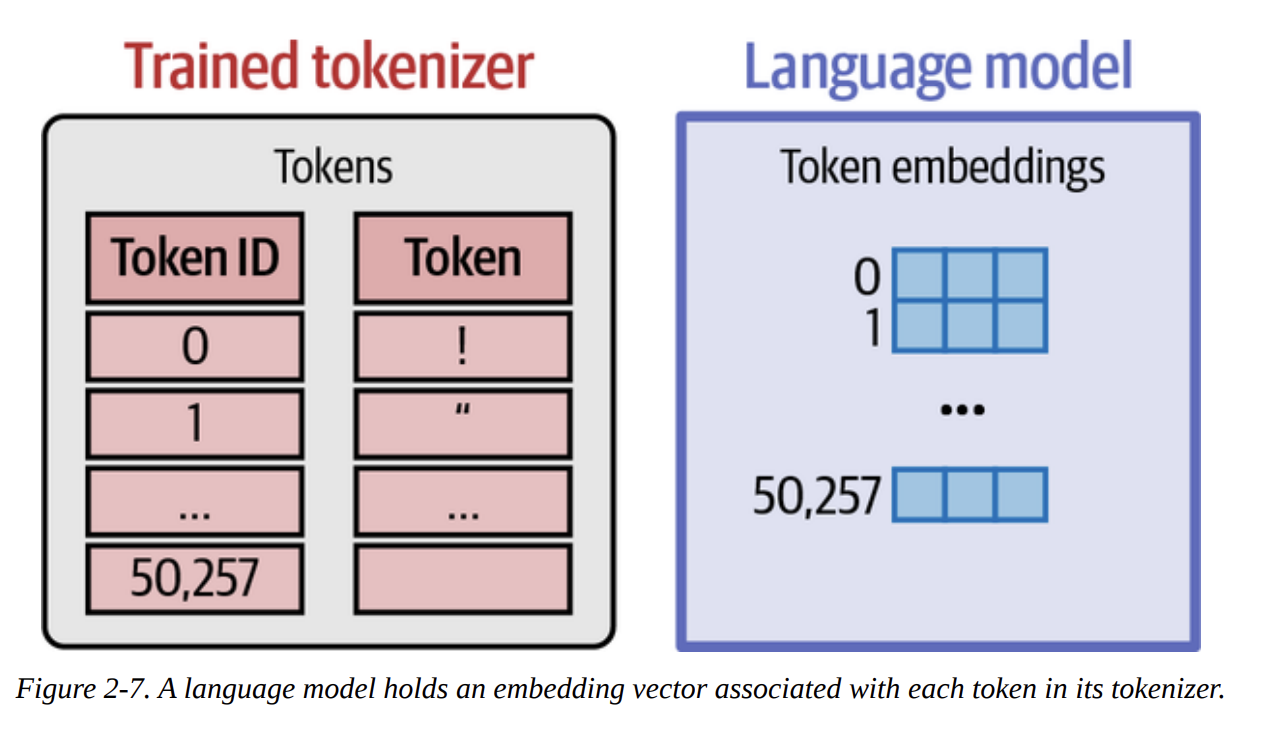 Trained tokenizer
Tokens
Token ID Token
0 !
1 “
... ...
50,257
Language model
Token embeddings
0
1
...
50,257
Figure 2-7. A language model holds an embedding vector associated with each token in its tokenizer.